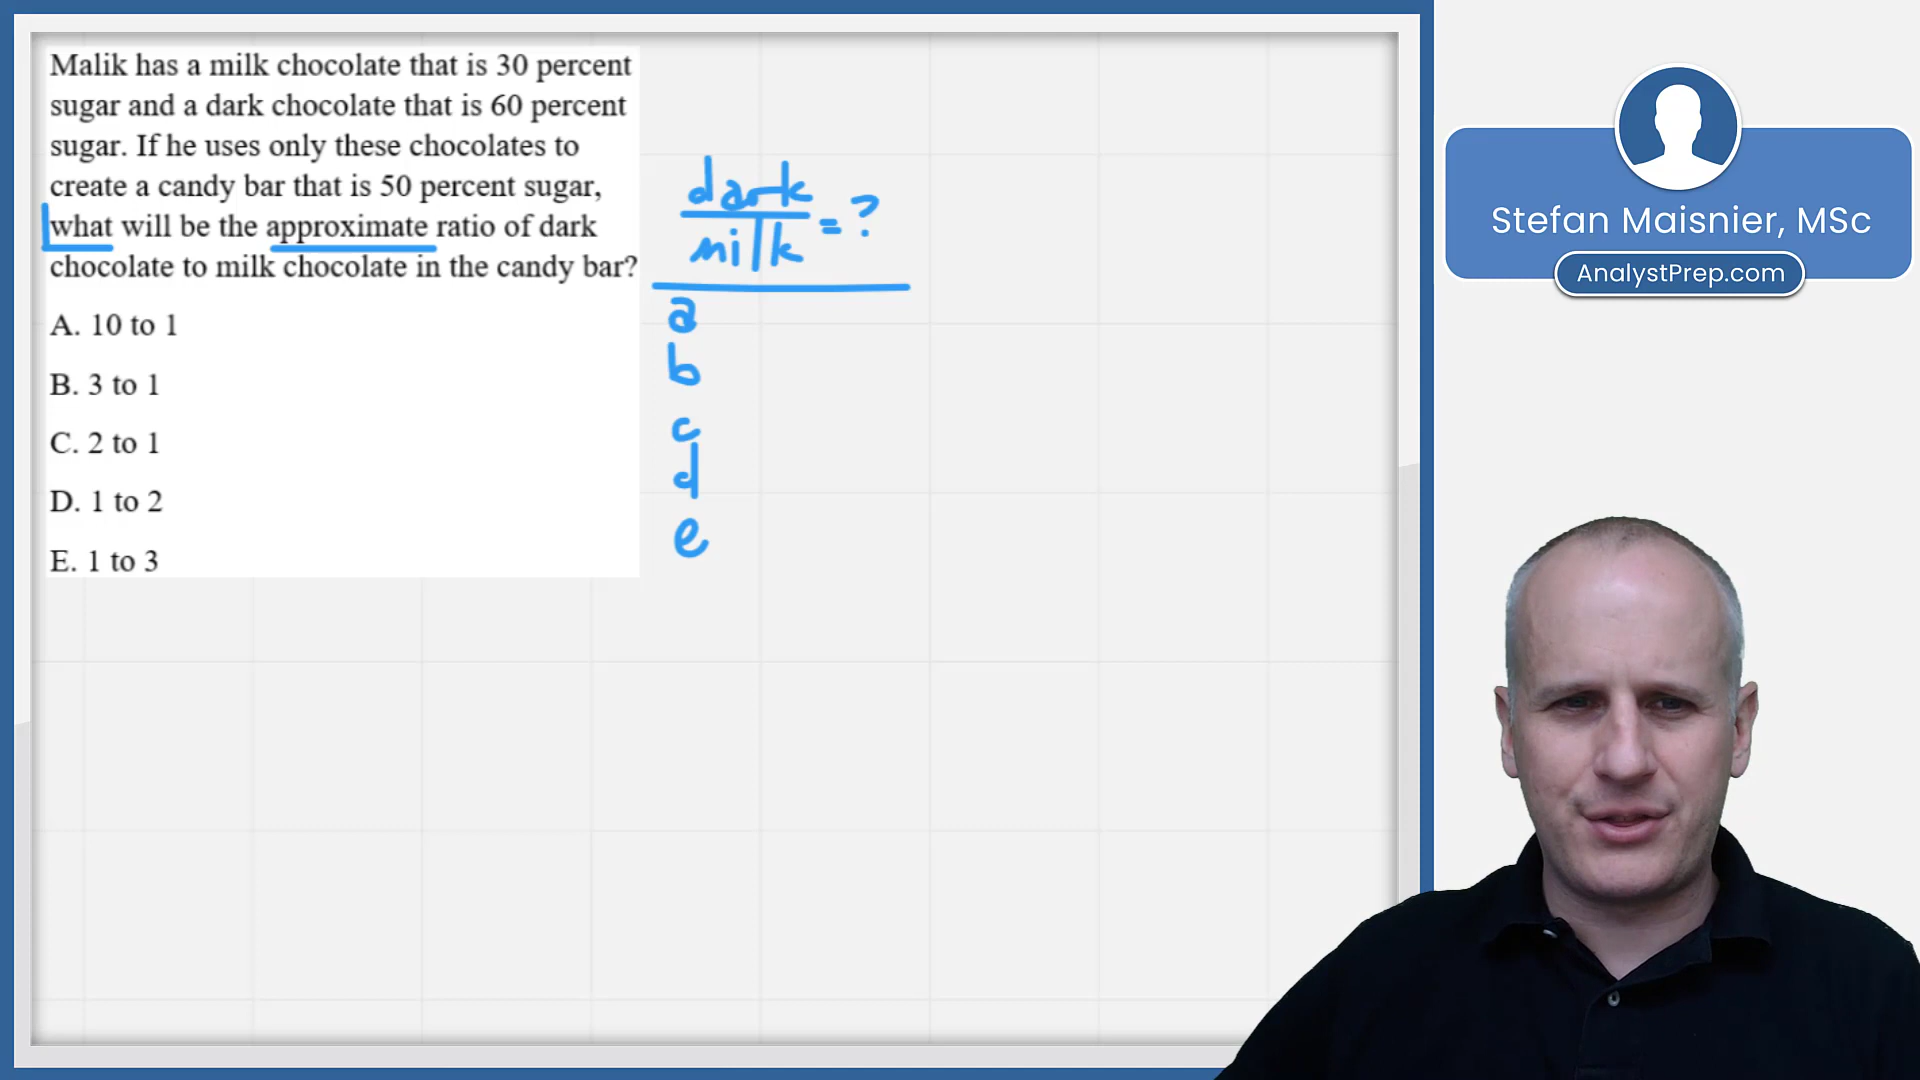 Malik has a milk chocolate that is 30 percent
sugar and a dark chocolate that is 60 percent
sugar. If he uses only these chocolates to
create a candy bar that is 50 percent sugar,
what will be the approximate ratio of dark
chocolate to milk chocolate in the candy bar?
A. 10 to 1
B. 3 to 1
C. 2 to 1
D. 1 to 2
E. 1 to 3
dark
milk
= ?
a
b
c
d
e
Stefan Maisnier, MSc
AnalystPrep.com